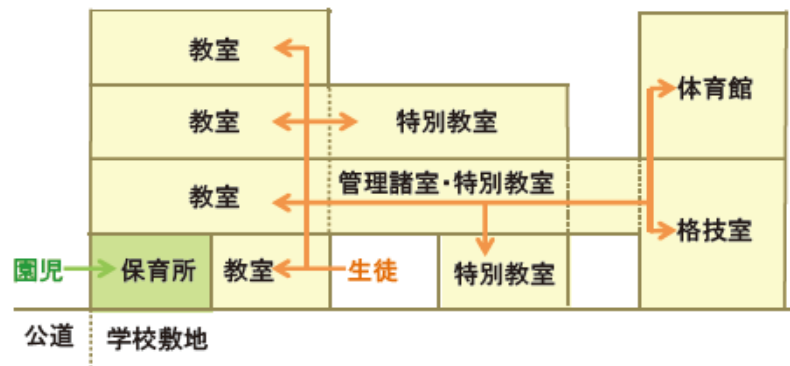 教室
体育館
教室
特別教室
教室
管理諸室・特別教室
格技室
園児
保育所
教室
生徒
特別教室
公道
学校敷地